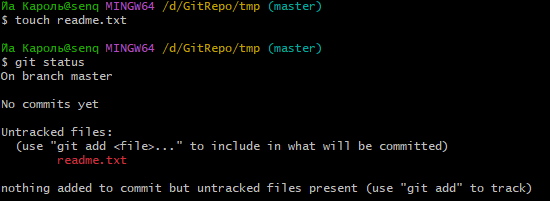 Йа Кароль@senq MINGW64 /d/GitRepo/tmp (master)
$ touch readme.txt
Йа Кароль@senq MINGW64 /d/GitRepo/tmp (master)
$ git status
On branch master
No commits yet
Untracked files:
(use "git add <file>..." to include in what will be committed)
readme.txt
nothing added to commit but untracked files present (use "git add" to track)